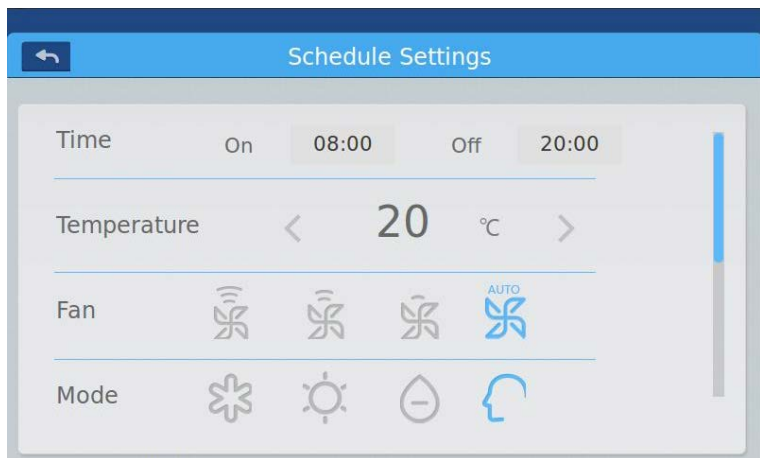 Schedule Settings
Time On 08:00 Off 20:00
Temperature 20 ℃
AUTO
Fan
Mode